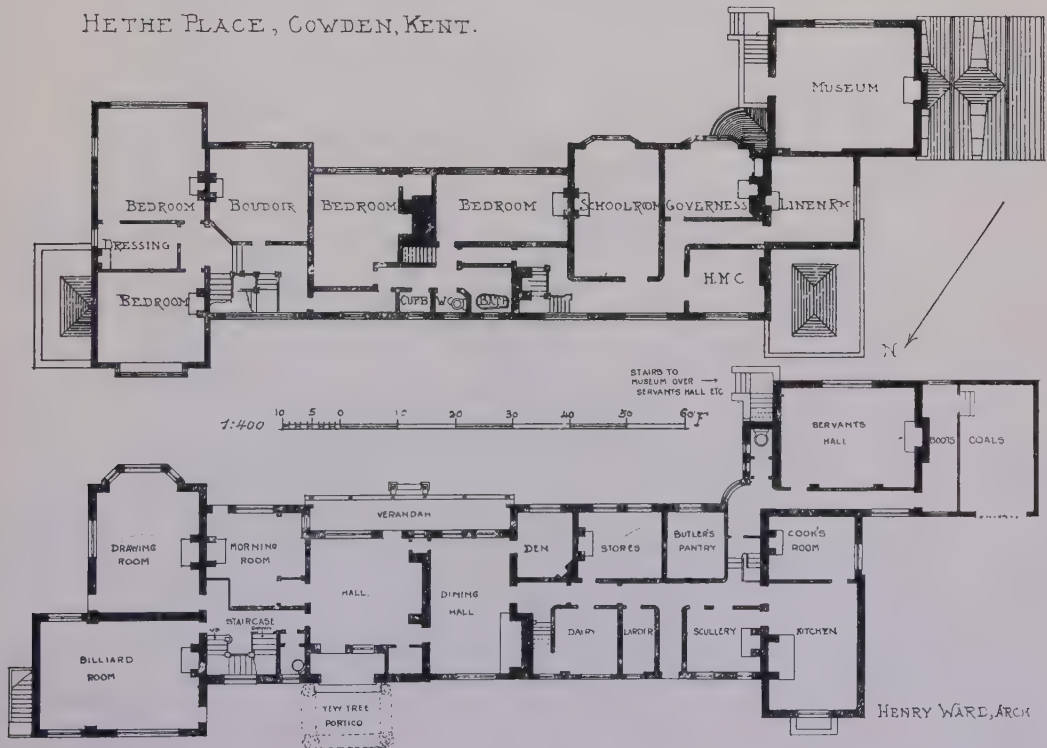 HETHE PLACE, COWDEN, KENT.
MUSEUM
BEDROOM
BOUDOIR
BEDROOM
BEDROOM
SCHOOLROOM
GOVERNESS
LINEN RM
DRESSING
BEDROOM
CUPB
WC
BATH
H.M.C.
N
STAIRS TO
MUSEUM OVER →
SERVANTS HALL ETC
1:400
10 5 0 10 20 30 40 50 60 FT
SERVANTS
HALL
BOOTS
COALS
VERANDAH
DRAWING
ROOM
MORNING
ROOM
HALL.
DINING
HALL
DEN
STORES
BUTLER'S
PANTRY
COOK'S
ROOM
STAIRCASE
UP
DAIRY
LARDER
SCULLERY
KITCHEN
BILLIARD
ROOM
YEW TREE
PORTICO
HENRY WARD, ARCH